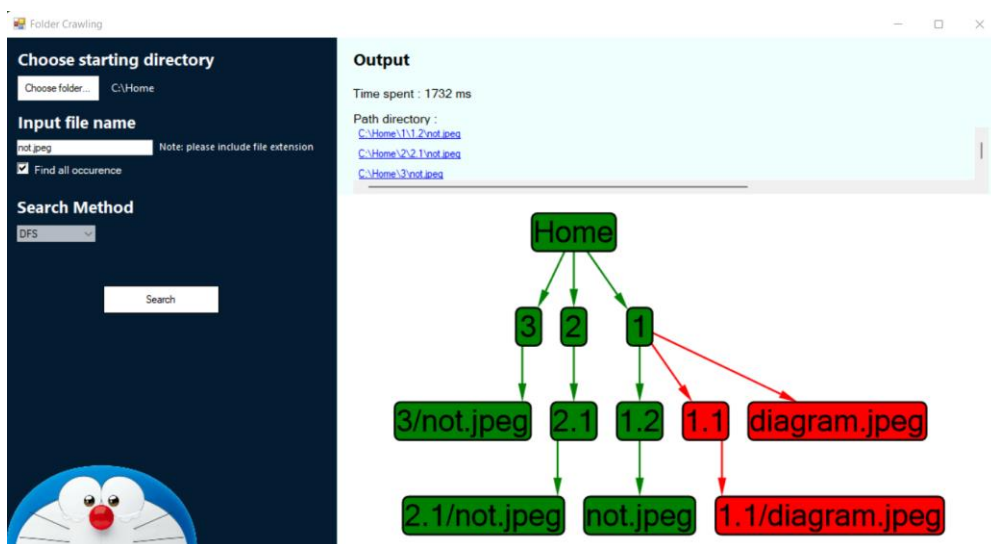 Folder Crawling
Choose starting directory
Choose folder...
C:\Home
Input file name
not.jpeg
Note: please include file extension
Find all occurence
Search Method
DFS
Search
Output
Time spent : 1732 ms
Path directory :
C:\Home\1\1.2\not.jpeg
C:\Home\2\2.1\not.jpeg
C:\Home\3\not.jpeg
Home
3
2
1
3/not.jpeg
2.1
1.2
1.1
diagram.jpeg
2.1/not.jpeg
not.jpeg
1.1/diagram.jpeg